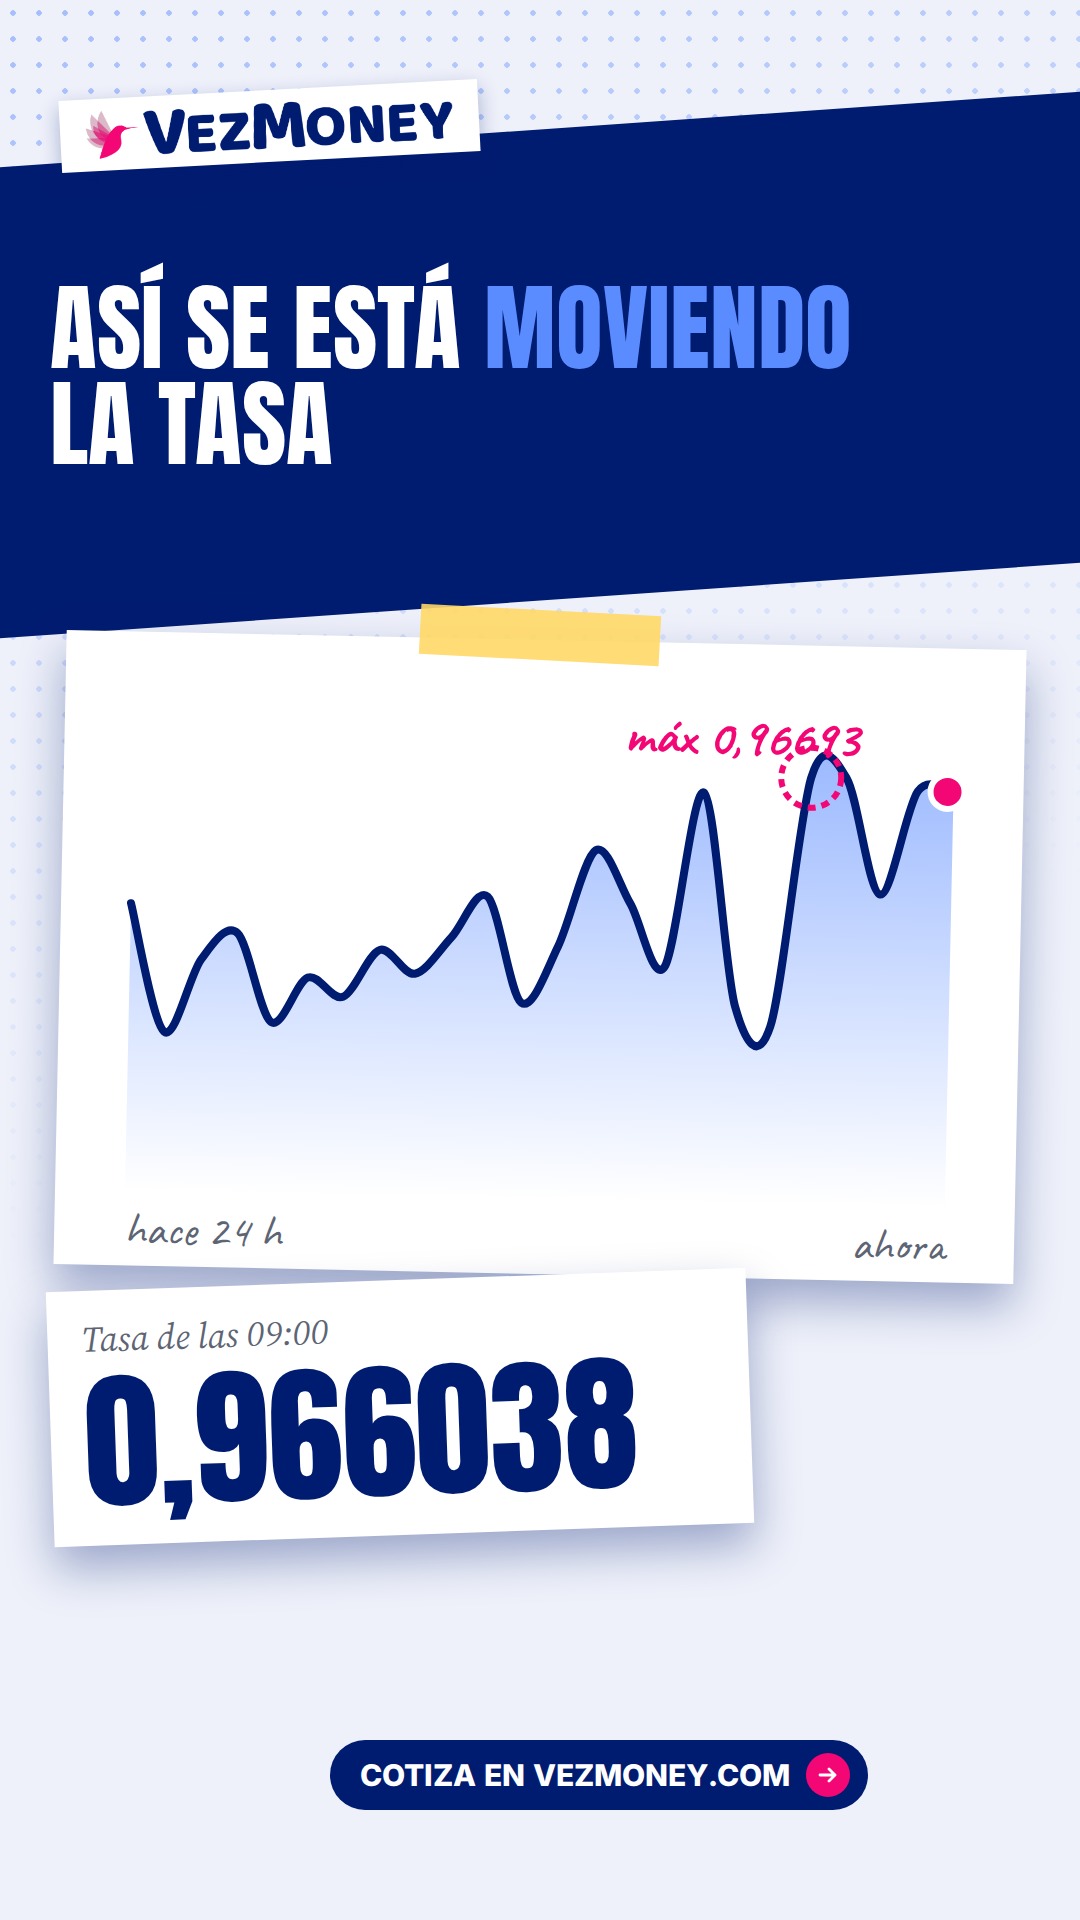 VEZMONEY
ASÍ SE ESTÁ MOVIENDO
LA TASA
máx 0,96693
hace 24 h
ahora
Tasa de las 09:00
0,966038
COTIZA EN VEZMONEY.COM